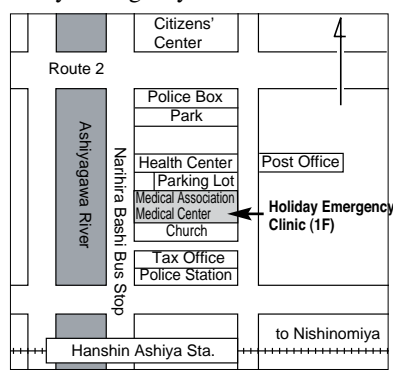 Citizens'
Center
Route 2
Police Box
Park
Ashiyagawa River
Narihira Bashi Bus Stop
Health Center
Post Office
Parking Lot
Medical Association
Medical Center
Holiday Emergency
Clinic (1F)
Church
Tax Office
Police Station
to Nishinomiya
Hanshin Ashiya Sta.